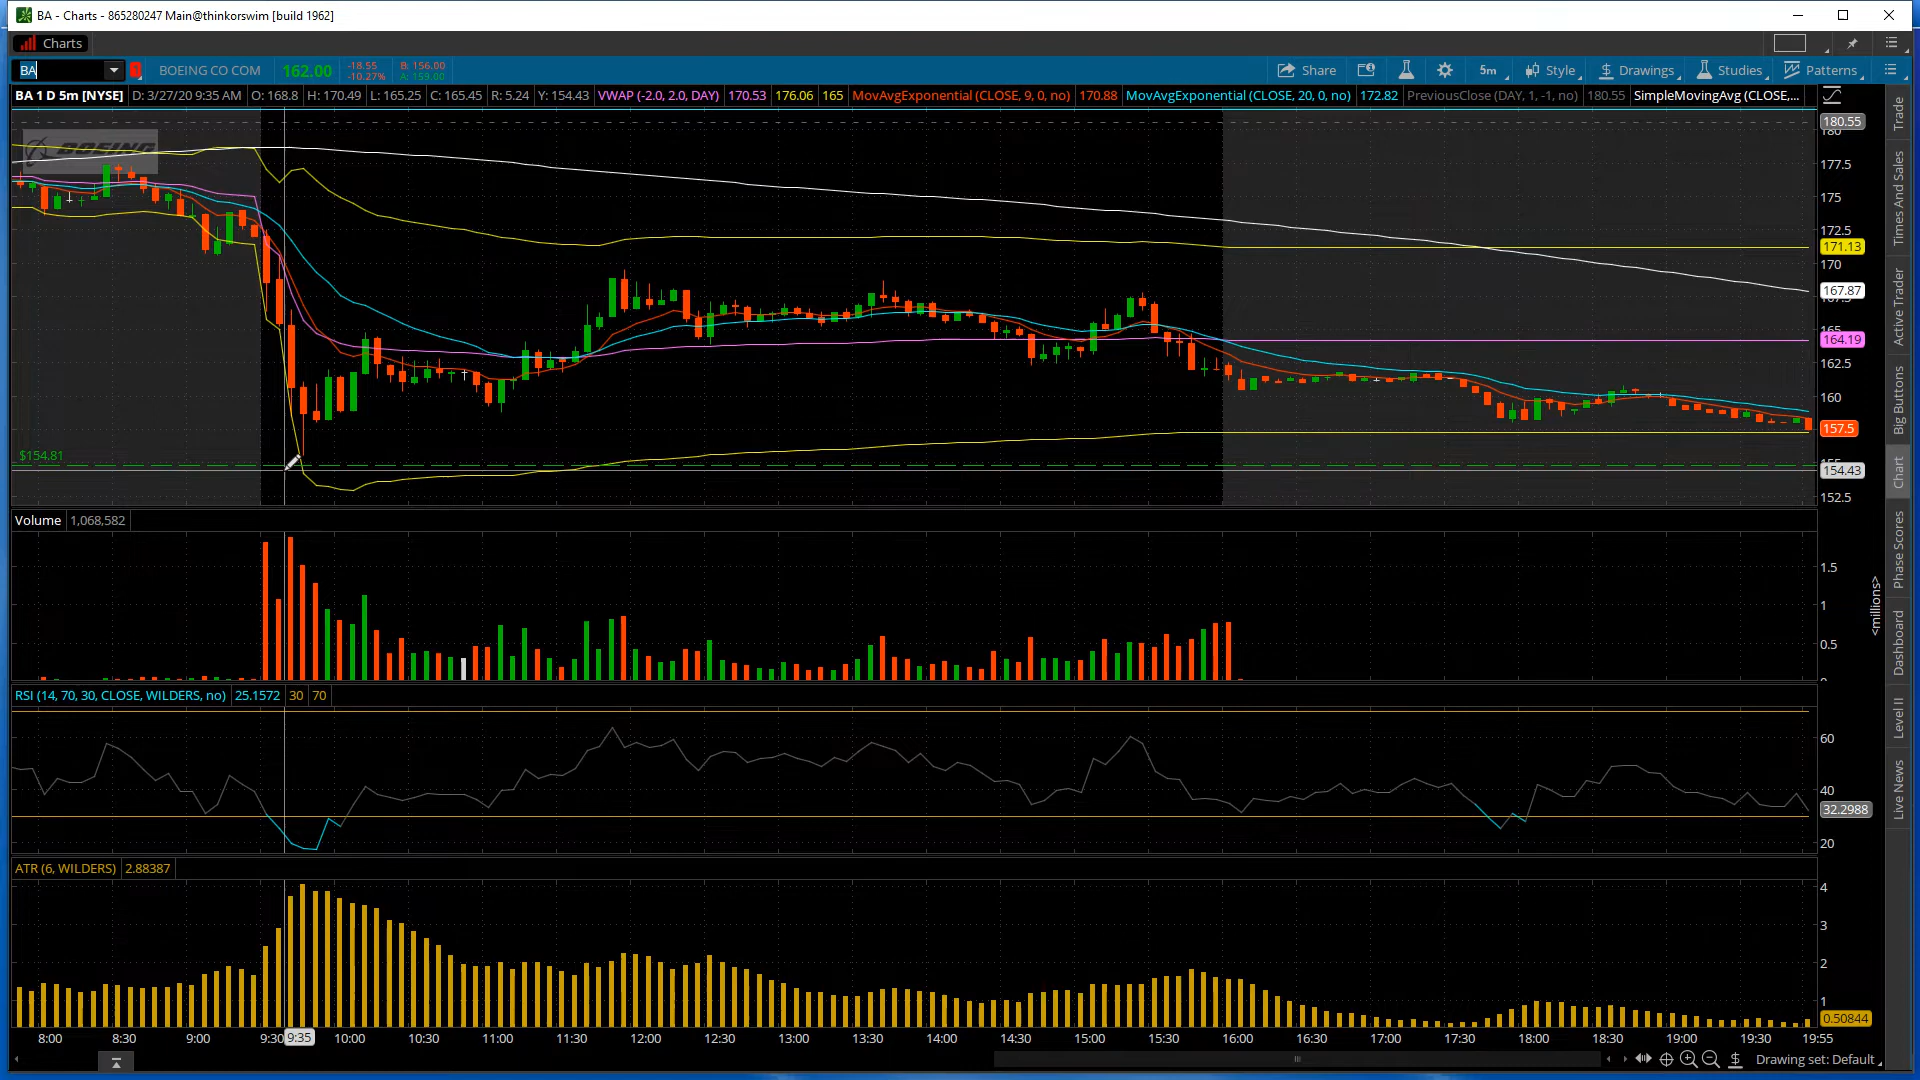 BA - Charts - 865280247 Main@thinkorswim [build 1962]
Charts
BA BOEING CO COM 162.00 -18.55 B: 156.00
-10.27% A: 159.00
Share 5m Style Drawings Studies Patterns
BA 1 D 5m [NYSE] D: 3/27/20 9:35 AM O: 168.8 H: 170.49 L: 165.25 C: 165.45 R: 5.24 Y: 154.43 VWAP (-2.0, 2.0, DAY) 170.53 176.06 165 MovAvgExponential (CLOSE, 9, 0, no) 170.88 MovAvgExponential (CLOSE, 20, 0, no) 172.82 PreviousClose (DAY, 1, -1, no) 180.55 SimpleMovingAvg (CLOSE,...
BOEING
180.55
180
177.5
175
172.5
171.13
170
167.87
167.5
165
164.19
162.5
160
157.5
$154.81
155
154.43
152.5
Volume 1,068,582
1.5
1
0.5
0
<millions>
RSI (14, 70, 30, CLOSE, WILDERS, no) 25.1572 30 70
60
40
32.2988
20
ATR (6, WILDERS) 2.88387
4
3
2
1
0.50844
8:00 8:30 9:00 9:30 9:35 10:00 10:30 11:00 11:30 12:00 12:30 13:00 13:30 14:00 14:30 15:00 15:30 16:00 16:30 17:00 17:30 18:00 18:30 19:00 19:30 19:55
Drawing set: Default
Trade
Times And Sales
Active Trader
Big Buttons
Chart
Phase Scores
Dashboard
Level II
Live News